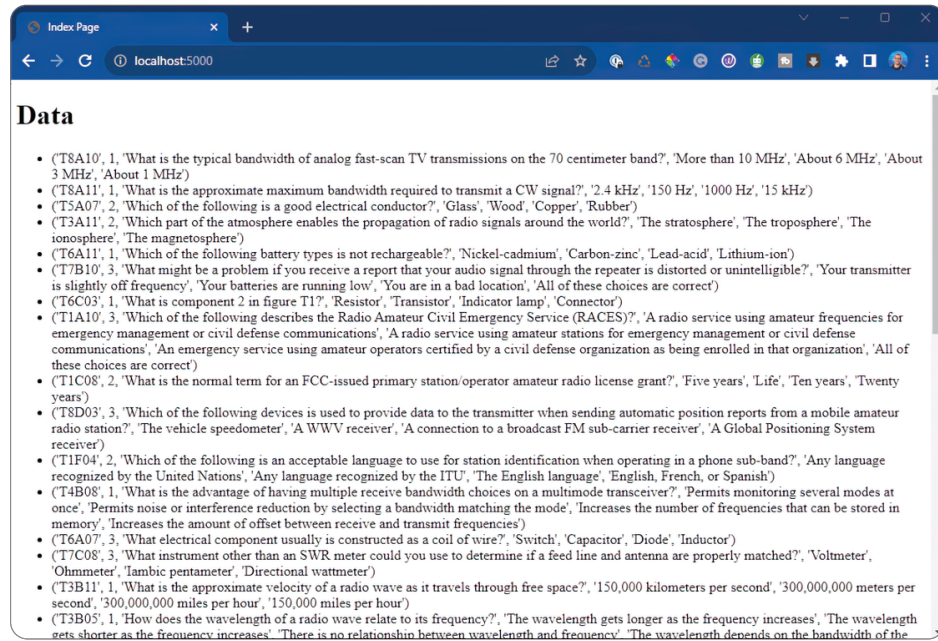 Index Page
localhost:5000
Data
('T8A10', 1, 'What is the typical bandwidth of analog fast-scan TV transmissions on the 70 centimeter band?', 'More than 10 MHz', 'About 6 MHz', 'About
3 MHz', 'About 1 MHz')
('T8A11', 1, 'What is the approximate maximum bandwidth required to transmit a CW signal?', '2.4 kHz', '150 Hz', '1000 Hz', '15 kHz')
('T5A07', 2, 'Which of the following is a good electrical conductor?', 'Glass', 'Wood', 'Copper', 'Rubber')
('T3A11', 2, 'Which part of the atmosphere enables the propagation of radio signals around the world?', 'The stratosphere', 'The troposphere', 'The
ionosphere', 'The magnetosphere')
('T6A11', 1, 'Which of the following battery types is not rechargeable?', 'Nickel-cadmium', 'Carbon-zinc', 'Lead-acid', 'Lithium-ion')
('T7B10', 3, 'What might be a problem if you receive a report that your audio signal through the repeater is distorted or unintelligible?', 'Your transmitter
is slightly off frequency', 'Your batteries are running low', 'You are in a bad location', 'All of these choices are correct')
('T6C03', 1, 'What is component 2 in figure T1?', 'Resistor', 'Transistor', 'Indicator lamp', 'Connector')
('T1A10', 3, 'Which of the following describes the Radio Amateur Civil Emergency Service (RACES)?', 'A radio service using amateur frequencies for
emergency management or civil defense communications', 'A radio service using amateur stations for emergency management or civil defense
communications', 'An emergency service using amateur operators certified by a civil defense organization as being enrolled in that organization', 'All of
these choices are correct')
('T1C08', 2, 'What is the normal term for an FCC-issued primary station/operator amateur radio license grant?', 'Five years', 'Life', 'Ten years', 'Twenty
years')
('T8D03', 3, 'Which of the following devices is used to provide data to the transmitter when sending automatic position reports from a mobile amateur
radio station?', 'The vehicle speedometer', 'A WWV receiver', 'A connection to a broadcast FM sub-carrier receiver', 'A Global Positioning System
receiver')
('T1F04', 2, 'Which of the following is an acceptable language to use for station identification when operating in a phone sub-band?', 'Any language
recognized by the United Nations', 'Any language recognized by the ITU', 'The English language', 'English, French, or Spanish')
('T4B08', 1, 'What is the advantage of having multiple receive bandwidth choices on a multimode transceiver?', 'Permits monitoring several modes at
once', 'Permits noise or interference reduction by selecting a bandwidth matching the mode', 'Increases the number of frequencies that can be stored in
memory', 'Increases the amount of offset between receive and transmit frequencies')
('T6A07', 3, 'What electrical component usually is constructed as a coil of wire?', 'Switch', 'Capacitor', 'Diode', 'Inductor')
('T7C08', 3, 'What instrument other than an SWR meter could you use to determine if a feed line and antenna are properly matched?', 'Voltmeter',
'Ohmmeter', 'Iambic pentameter', 'Directional wattmeter')
('T3B11', 1, 'What is the approximate velocity of a radio wave as it travels through free space?', '150,000 kilometers per second', '300,000,000 meters per
second', '300,000,000 miles per hour', '150,000 miles per hour')
('T3B05', 1, 'How does the wavelength of a radio wave relate to its frequency?', 'The wavelength gets longer as the frequency increases', 'The wavelength
gets shorter as the frequency increases', 'There is no relationship between wavelength and frequency', 'The wavelength depends on the bandwidth of the